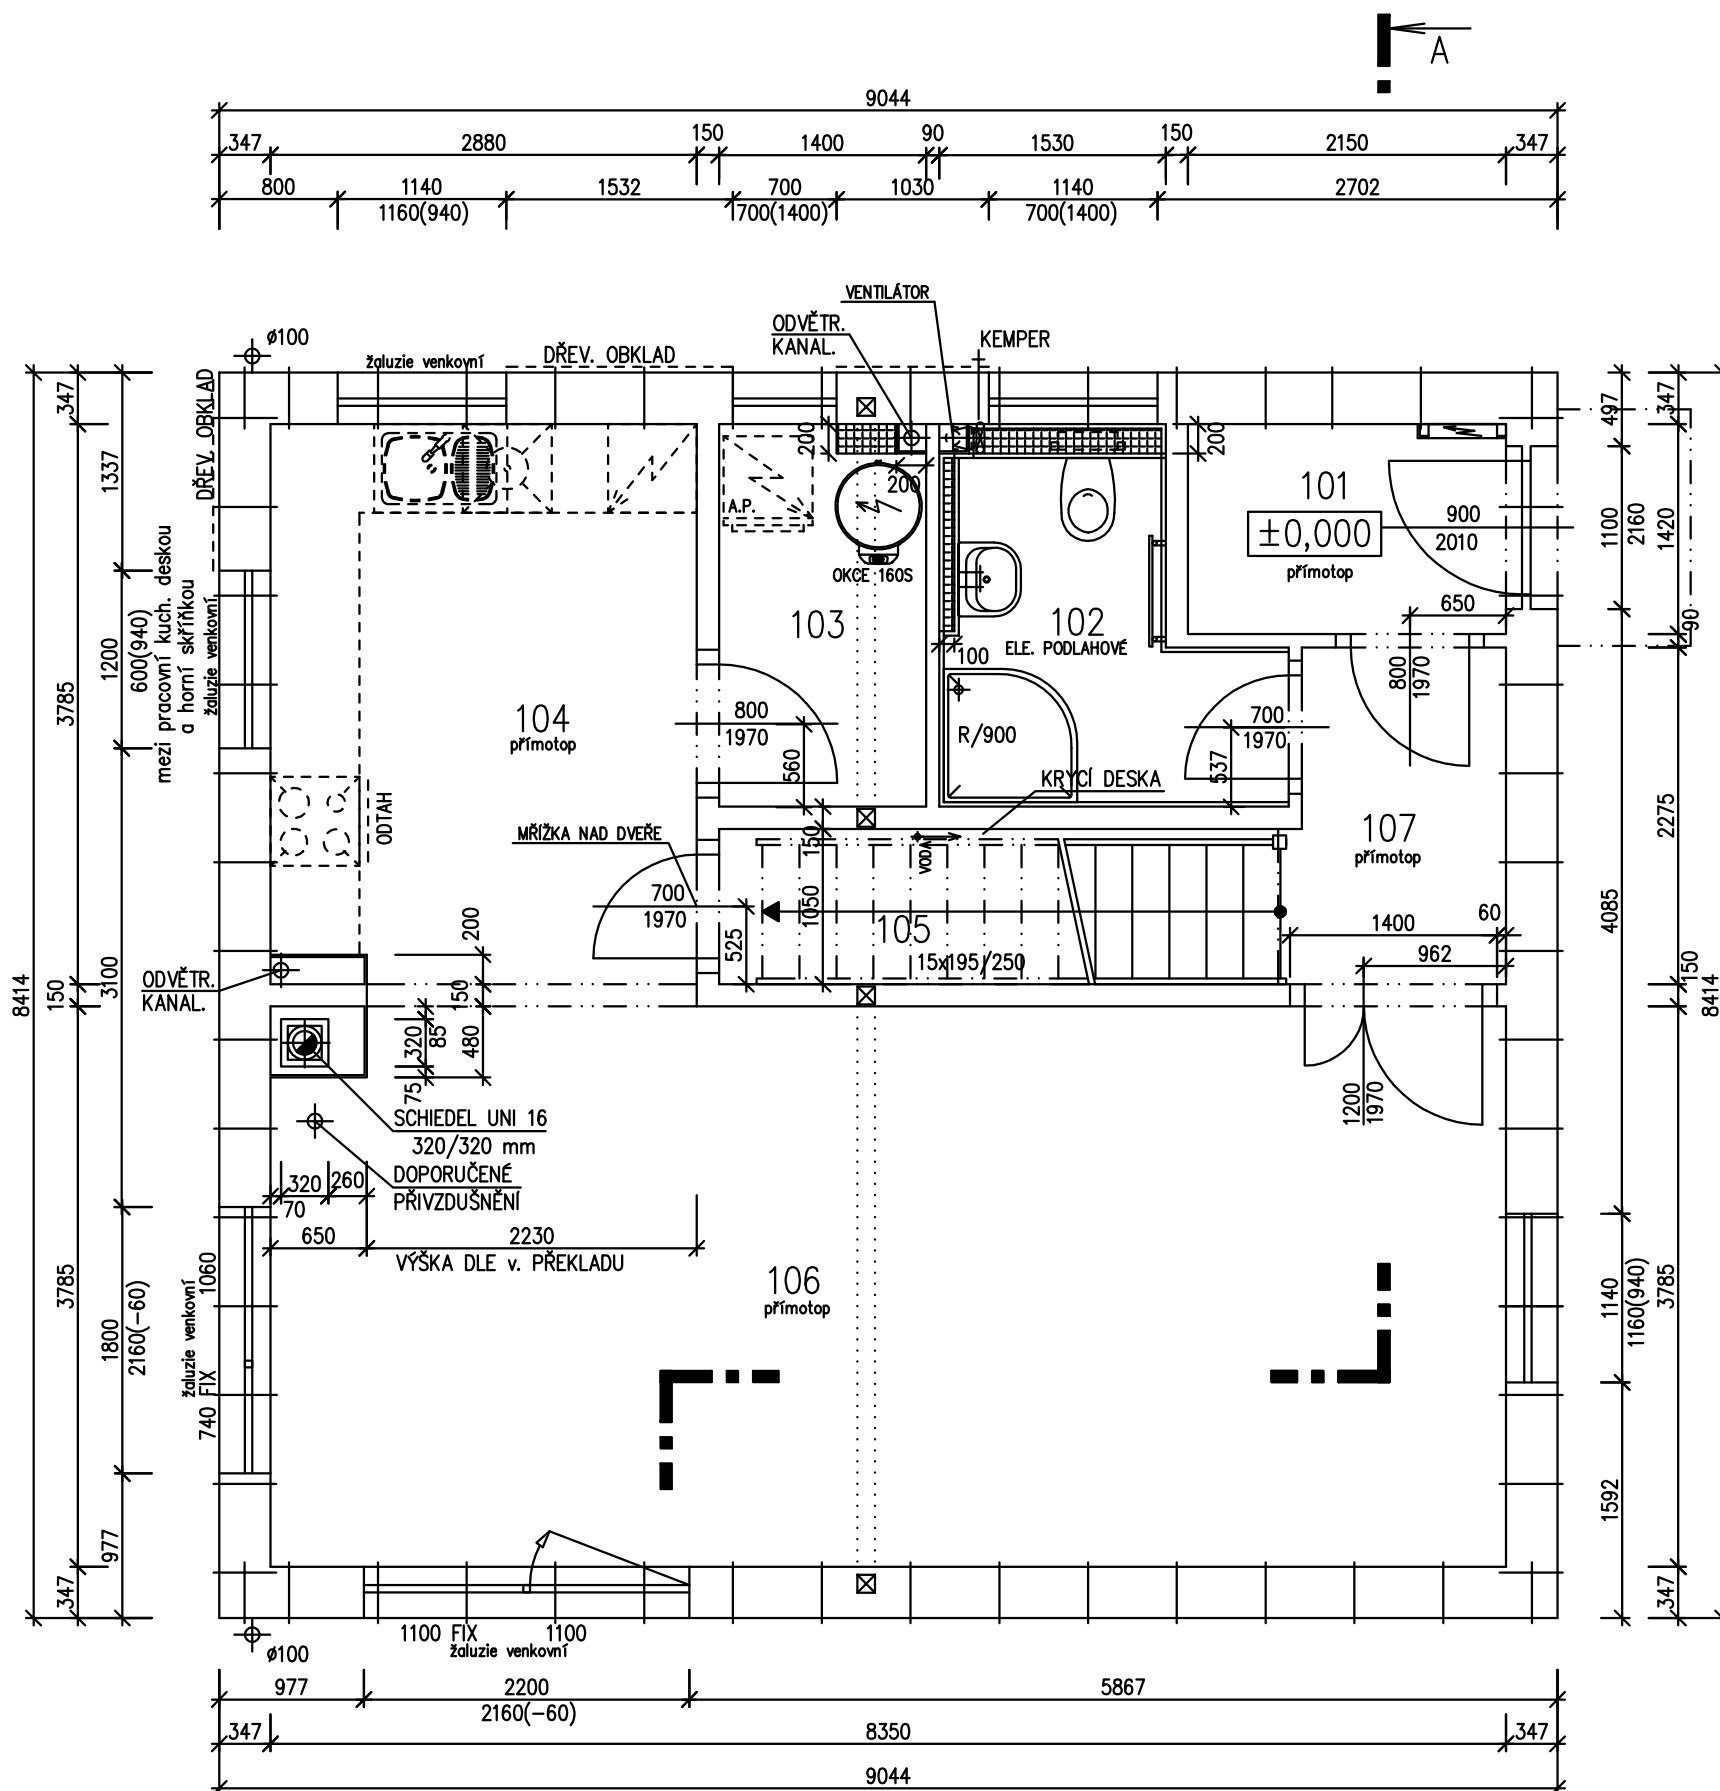 A
9044
347
2880
150
1400
90
1530
150
2150
347
800
1140
1532
700
1030
1140
2702
1160(940)
700(1400)
700(1400)
VENTILÁTOR
ODVĚTR.
KANAL.
KEMPER
ø100
žaluzie venkovní
DŘEV. OBKLAD
DŘEV. OBKLAD
347
497
347
200
200
200
A.P.
OKCE 160S
101
±0,000
přímotop
900
2010
1337
1100
2160
1420
650
90
mezi pracovní kuch. deskou
a horní skříňkou
žaluzie venkovní
1200
600(940)
103
102
ELE. PODLAHOVÉ
100
800
1970
3785
104
přímotop
800
1970
560
R/900
700
1970
537
KRYCÍ DESKA
ODTAH
MŘÍŽKA NAD DVEŘE
150
VODA
107
přímotop
2275
4085
700
1970
525
1050
105
15x195/250
1400
60
962
200
150
480
320
85
75
ODVĚTR.
KANAL.
8414
150
3100
150
8414
1200
1970
SCHIEDEL UNI 16
320/320 mm
DOPORUČENÉ
PŘIVZDUŠNĚNÍ
320
260
70
650
2230
VÝŠKA DLE v. PŘEKLADU
106
přímotop
3785
1800
2160(-60)
žaluzie venkovní
740 FIX
1060
1140
1160(940)
3785
977
347
1592
347
1100 FIX
1100
žaluzie venkovní
ø100
977
2200
5867
2160(-60)
347
8350
347
9044